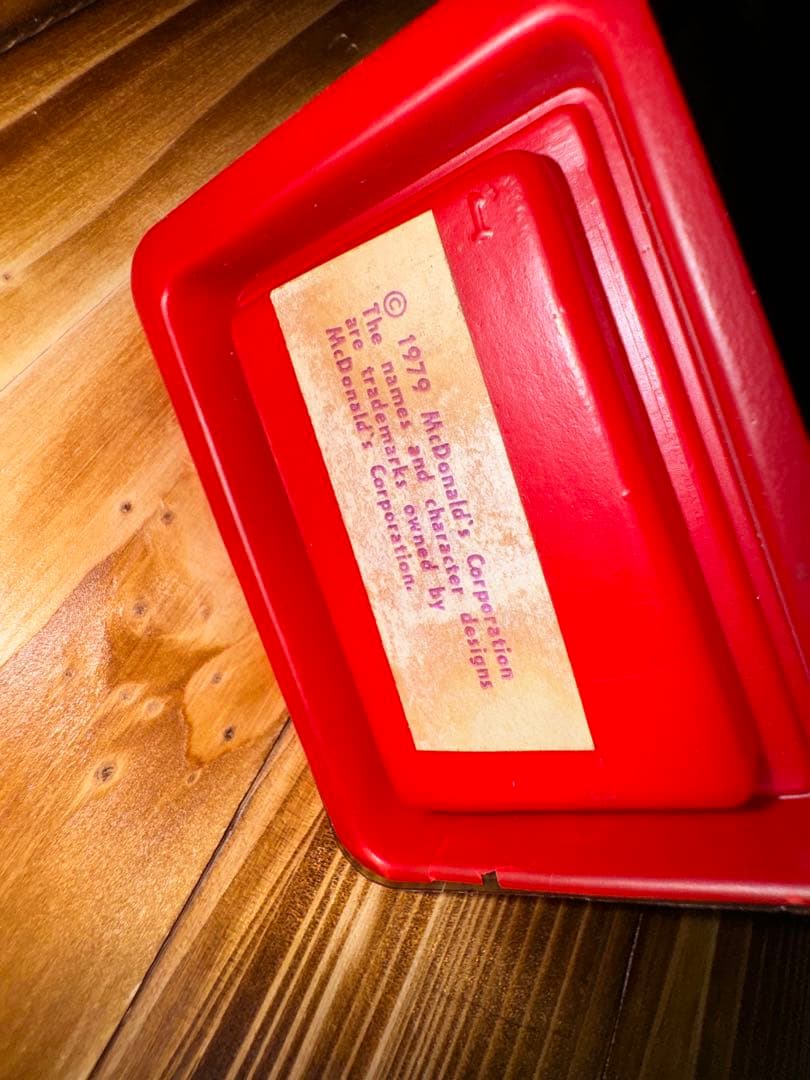 © 1979 McDonald's Corporation
The names and character designs
are trademarks owned by
McDonald's Corporation.